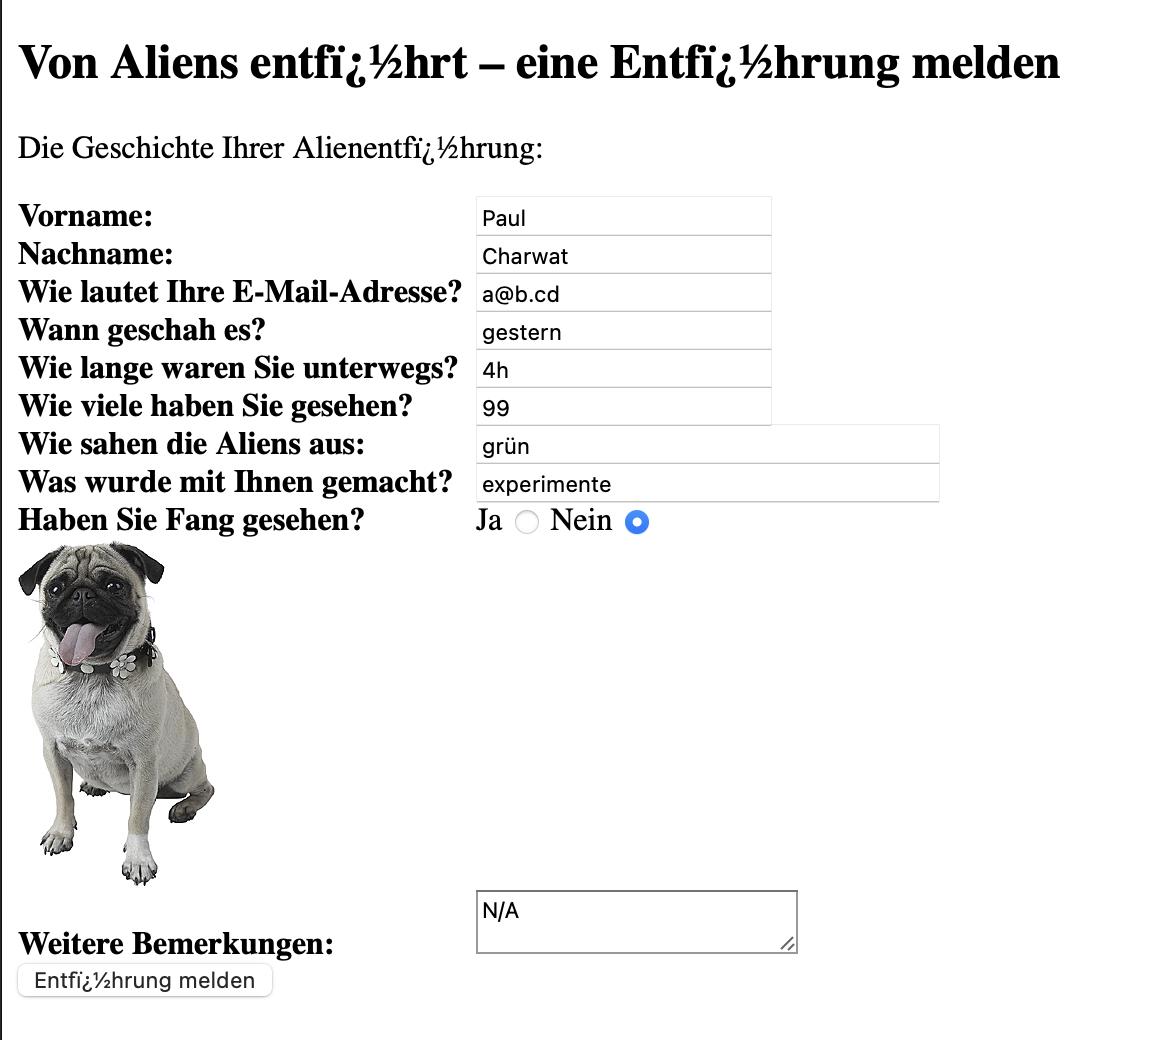 Von Aliens entfï¿½hrt – eine Entfï¿½hrung melden
Die Geschichte Ihrer Alienentfï¿½hrung:
Vorname: Paul
Nachname: Charwat
Wie lautet Ihre E-Mail-Adresse? a@b.cd
Wann geschah es? gestern
Wie lange waren Sie unterwegs? 4h
Wie viele haben Sie gesehen? 99
Wie sahen die Aliens aus: grün
Was wurde mit Ihnen gemacht? experimente
Haben Sie Fang gesehen? Ja Nein
N/A
Weitere Bemerkungen:
Entfï¿½hrung melden